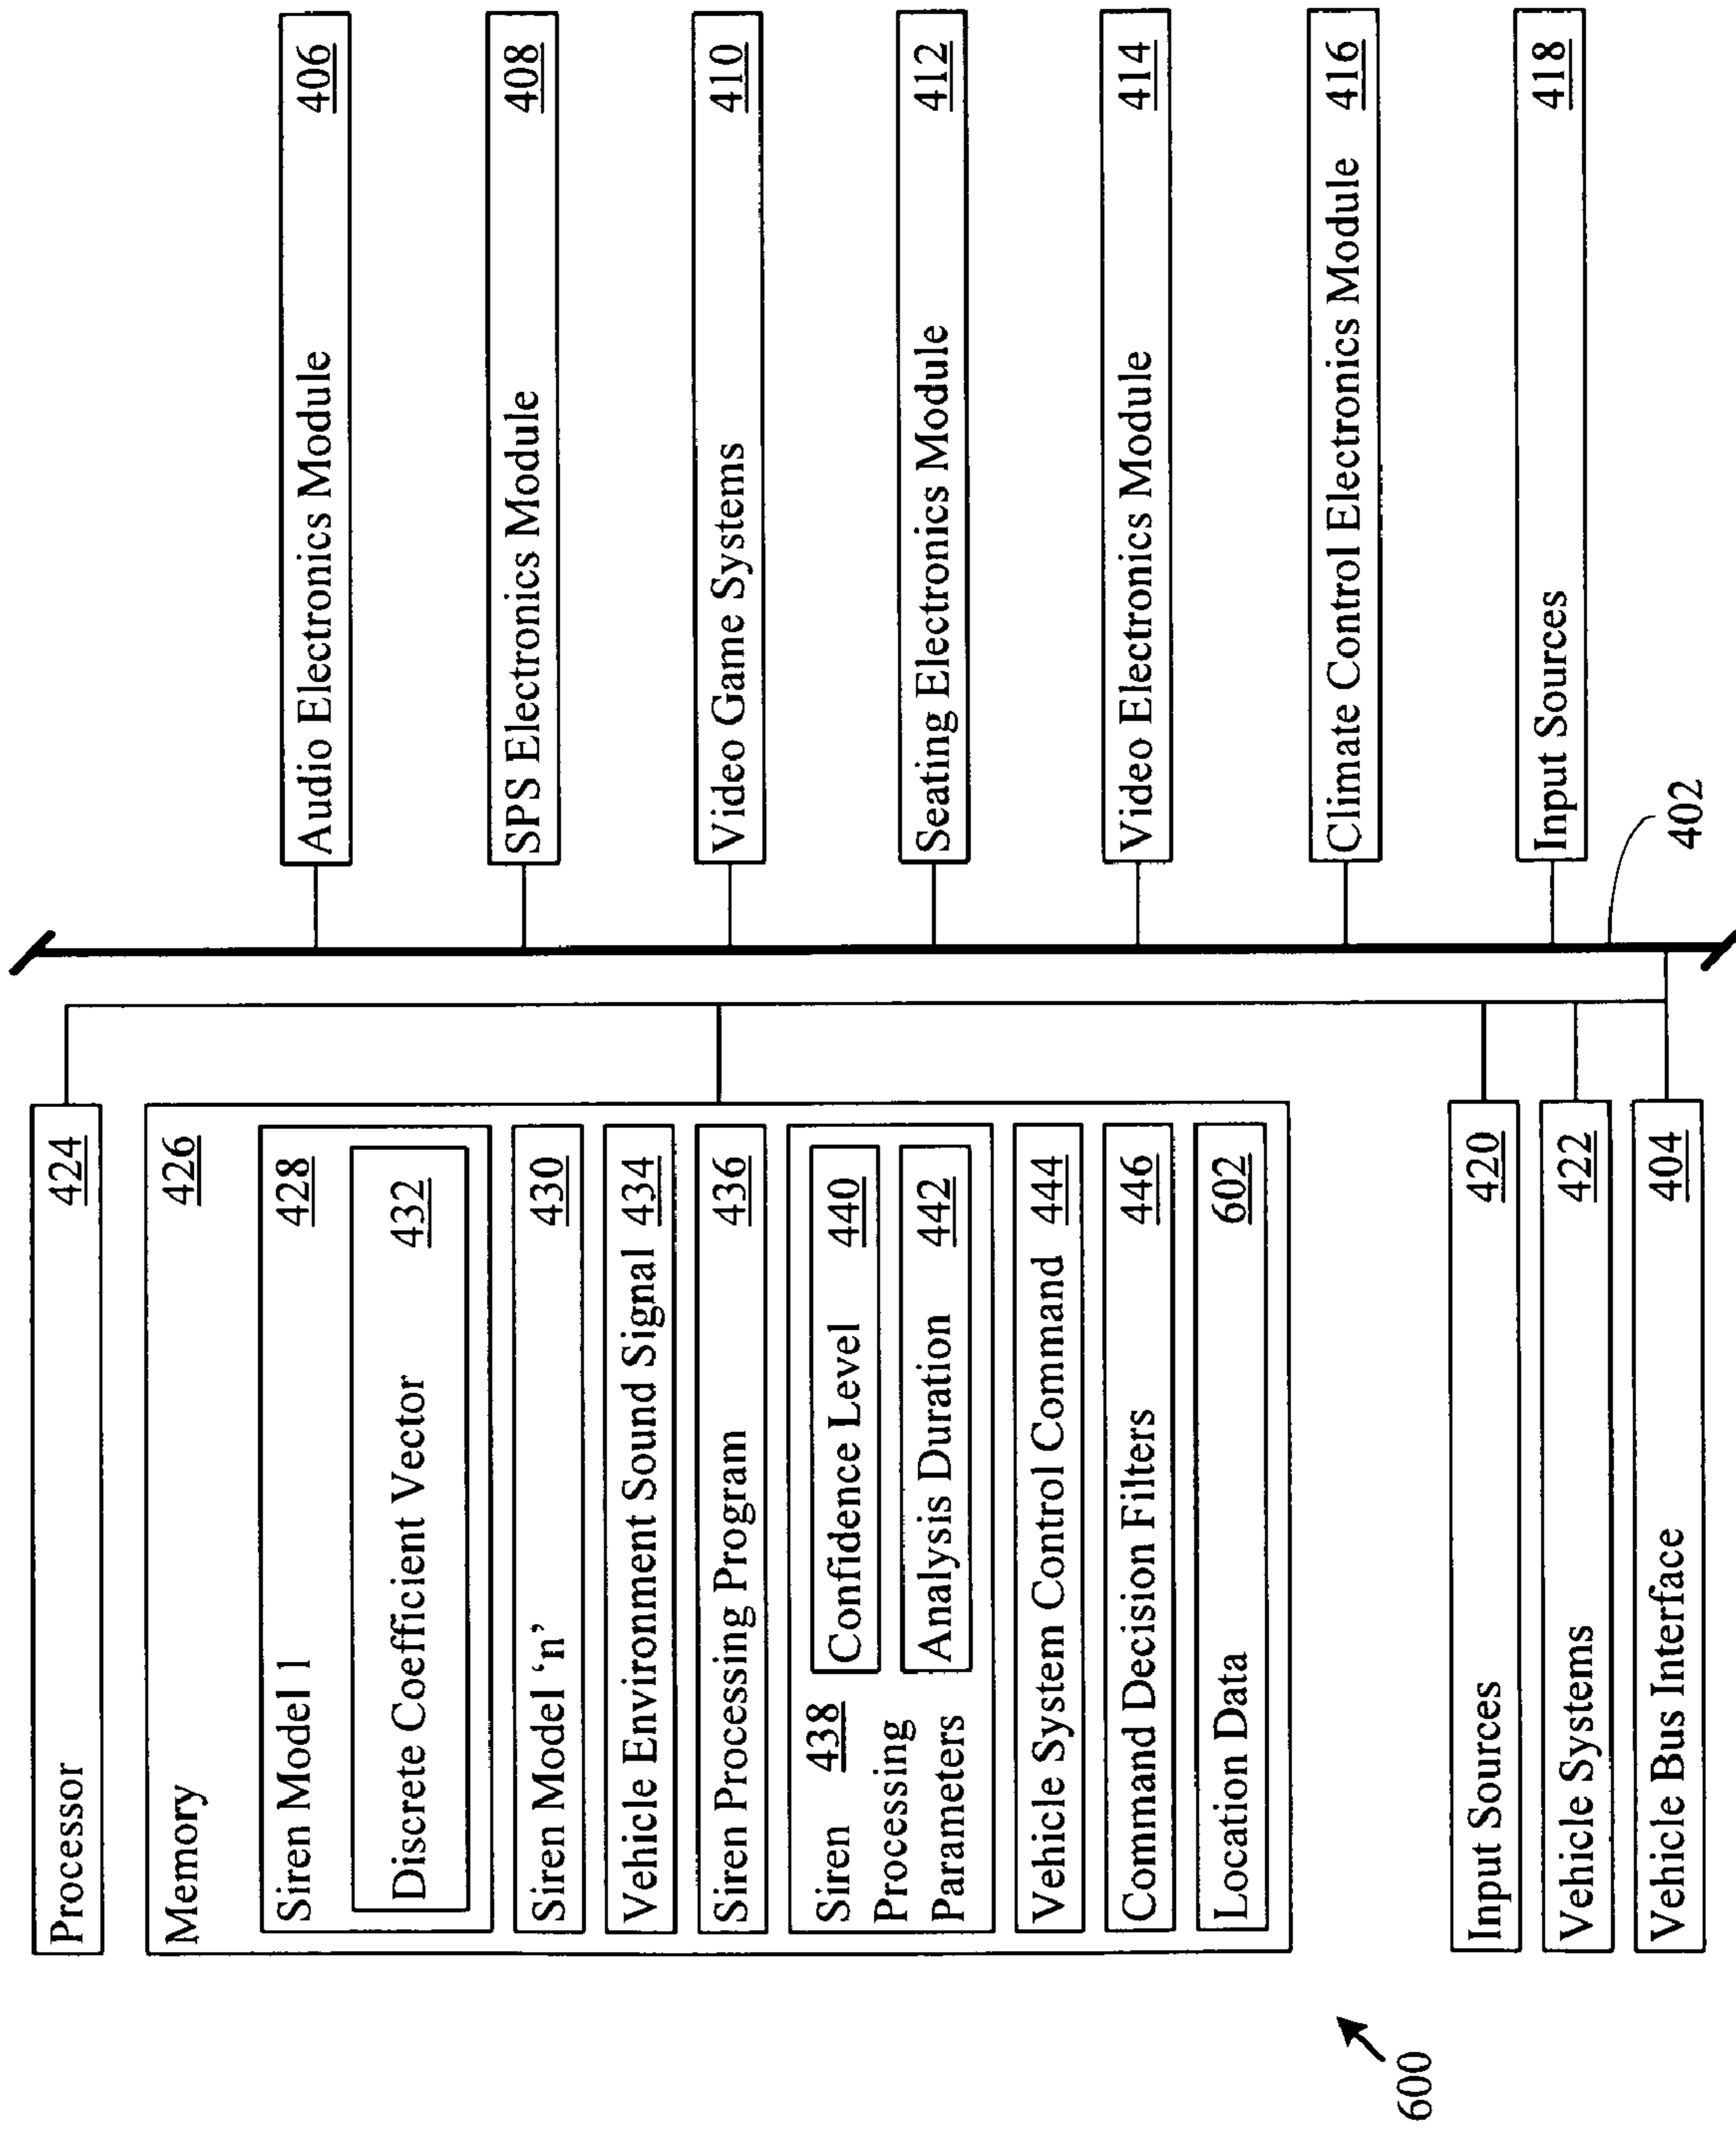 Processor 424
Memory 426
Siren Model 1 428
Discrete Coefficient Vector 432
Siren Model ‘n’ 430
Vehicle Environment Sound Signal 434
Siren Processing Program 436
Siren 438
Processing
Parameters
Confidence Level 440
Analysis Duration 442
Vehicle System Control Command 444
Command Decision Filters 446
Location Data 602
Input Sources 420
Vehicle Systems 422
Vehicle Bus Interface 404
Audio Electronics Module 406
SPS Electronics Module 408
Video Game Systems 410
Seating Electronics Module 412
Video Electronics Module 414
Climate Control Electronics Module 416
Input Sources 418
402
600